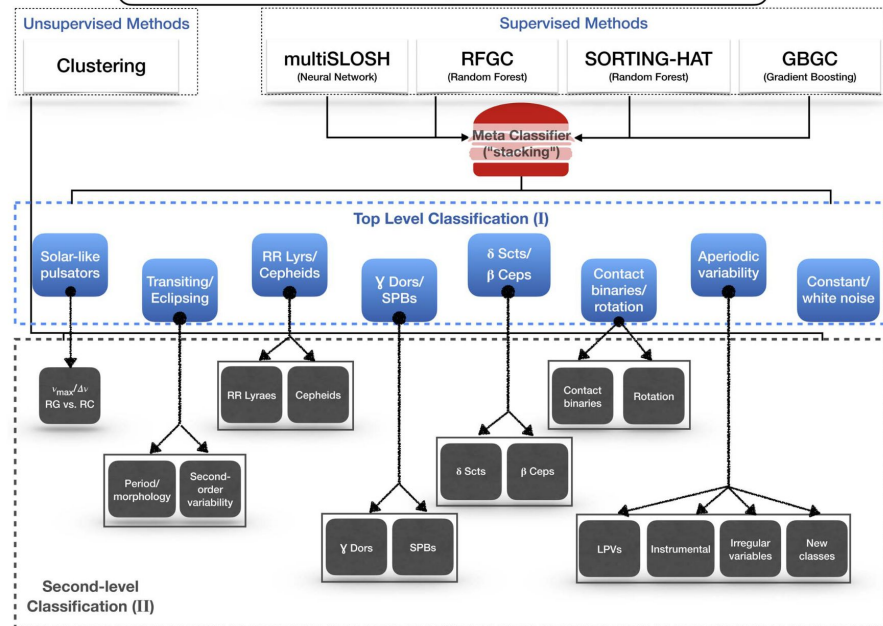 Unsupervised Methods
Supervised Methods
Clustering
multiSLOSH
(Neural Network)
RFGC
(Random Forest)
SORTING-HAT
(Random Forest)
GBGC
(Gradient Boosting)
Meta Classifier
("stacking")
Top Level Classification (I)
Solar-like
pulsators
Transiting/
Eclipsing
RR Lyrs/
Cepheids
Ɣ Dors/
SPBs
δ Scts/
β Ceps
Contact
binaries/
rotation
Aperiodic
variability
Constant/
white noise
νmax/Δν
RG vs. RC
Period/
morphology
Second-
order
variability
RR Lyraes
Cepheids
Ɣ Dors
SPBs
δ Scts
β Ceps
Contact
binaries
Rotation
LPVs
Instrumental
Irregular
variables
New
classes
Second-level
Classification (II)